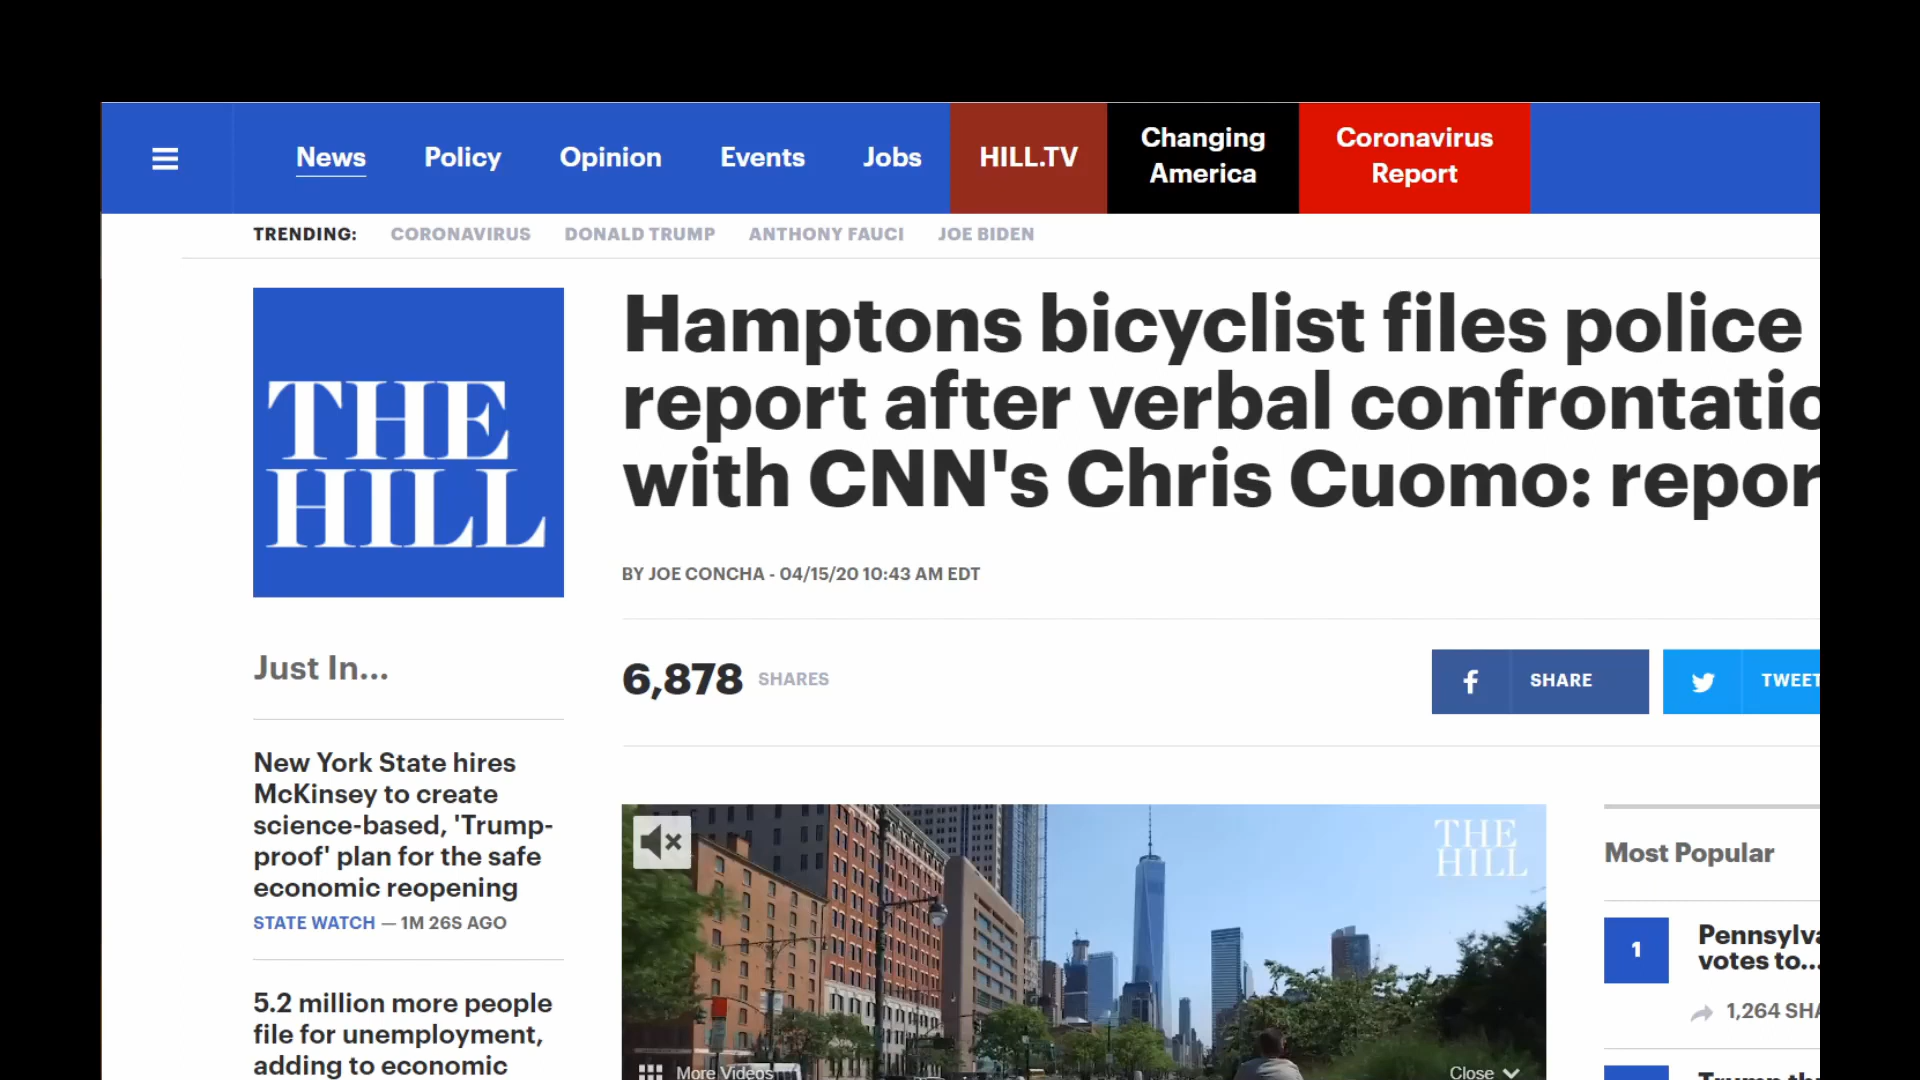 News Policy Opinion Events Jobs HILL.TV Changing America Coronavirus Report
TRENDING: CORONAVIRUS DONALD TRUMP ANTHONY FAUCI JOE BIDEN
THE
HILL
Hamptons bicyclist files police
report after verbal confrontatio
with CNN's Chris Cuomo: repor
BY JOE CONCHA - 04/15/20 10:43 AM EDT
6,878 SHARES
SHARE
TWEET
Just In...
New York State hires
McKinsey to create
science-based, 'Trump-
proof' plan for the safe
economic reopening
STATE WATCH — 1M 26S AGO
5.2 million more people
file for unemployment,
adding to economic
THE
HILL
More Videos
Close
Most Popular
1
Pennsylva
votes to...
1,264 SHA